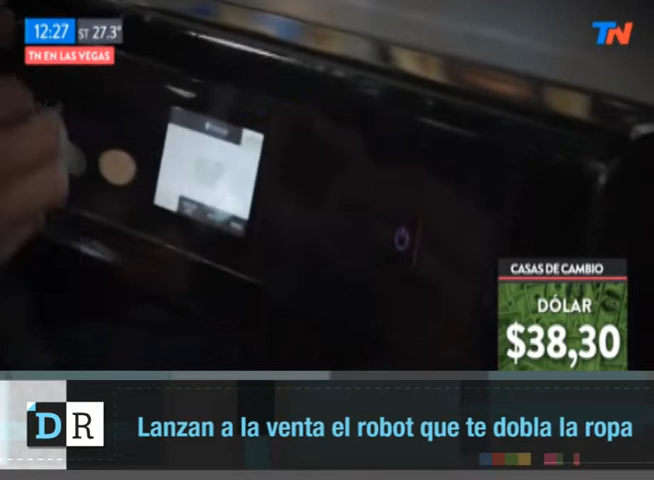 12:27 ST 27.3°
TN
TN EN LAS VEGAS
CASAS DE CAMBIO
DÓLAR
$38,30
DR
Lanzan a la venta el robot que te dobla la ropa